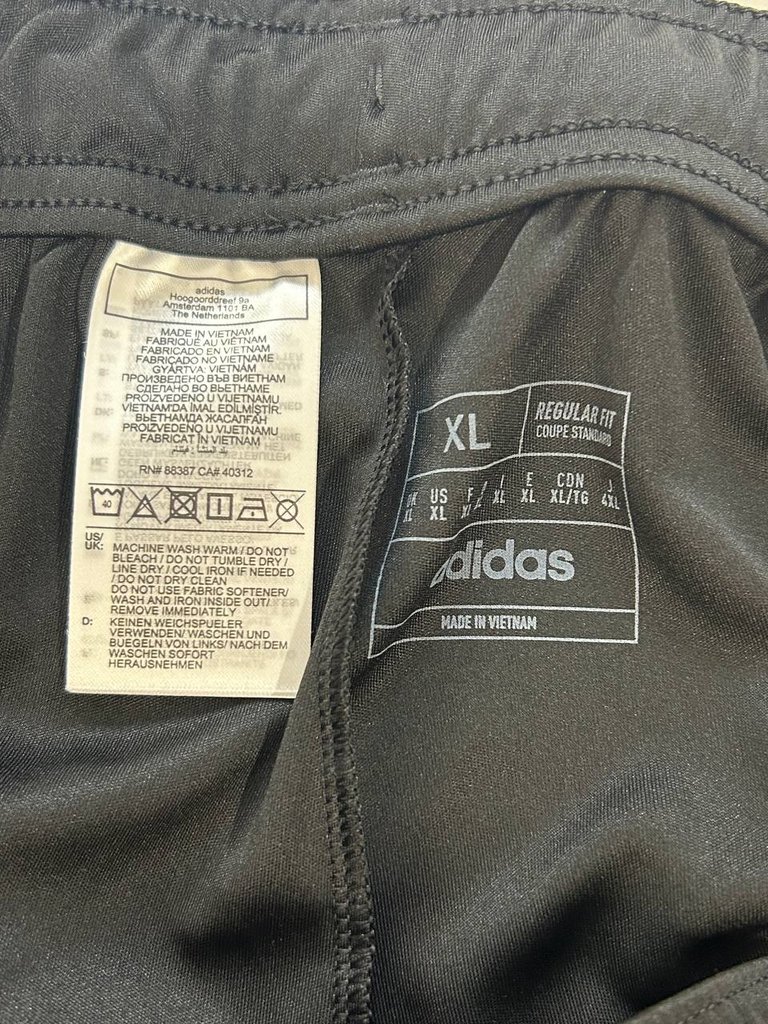 adidas
Hoogoorddreef 9a
Amsterdam 1101 BA
The Netherlands
MADE IN VIETNAM
FABRIQUÉ AU VIETNAM
FABRICADO EN VIETNAM
FABRICADO NO VIETNAME
GYÁRTVA: VIETNÁM
ПРОИЗВЕДЕНО ВЪВ ВИЕТНАМ
СДЕЛАНО ВО ВЬЕТНАМЕ
PROIZVEDENO U VIJETNAMU
VIETNAM'DA İMAL EDİLMİŞTİR.
ВЬЕТНАМДА ЖАСАЛҒАН
PROIZVEDENO U VIJETNAMU
FABRICAT ÎN VIETNAM
RN# 88387 CA# 40312
40
US/
UK: MACHINE WASH WARM / DO NOT
BLEACH / DO NOT TUMBLE DRY /
LINE DRY / COOL IRON IF NEEDED
/ DO NOT DRY CLEAN
DO NOT USE FABRIC SOFTENER/
WASH AND IRON INSIDE OUT/
REMOVE IMMEDIATELY
D: KEINEN WEICHSPUELER
VERWENDEN/ WASCHEN UND
BUEGELN VON LINKS/ NACH DEM
WASCHEN SOFORT
HERAUSNEHMEN
XL
REGULAR FIT
COUPE STANDARD
US F I E CDN J
XL XL XL XL/TG 4XL
adidas
MADE IN VIETNAM